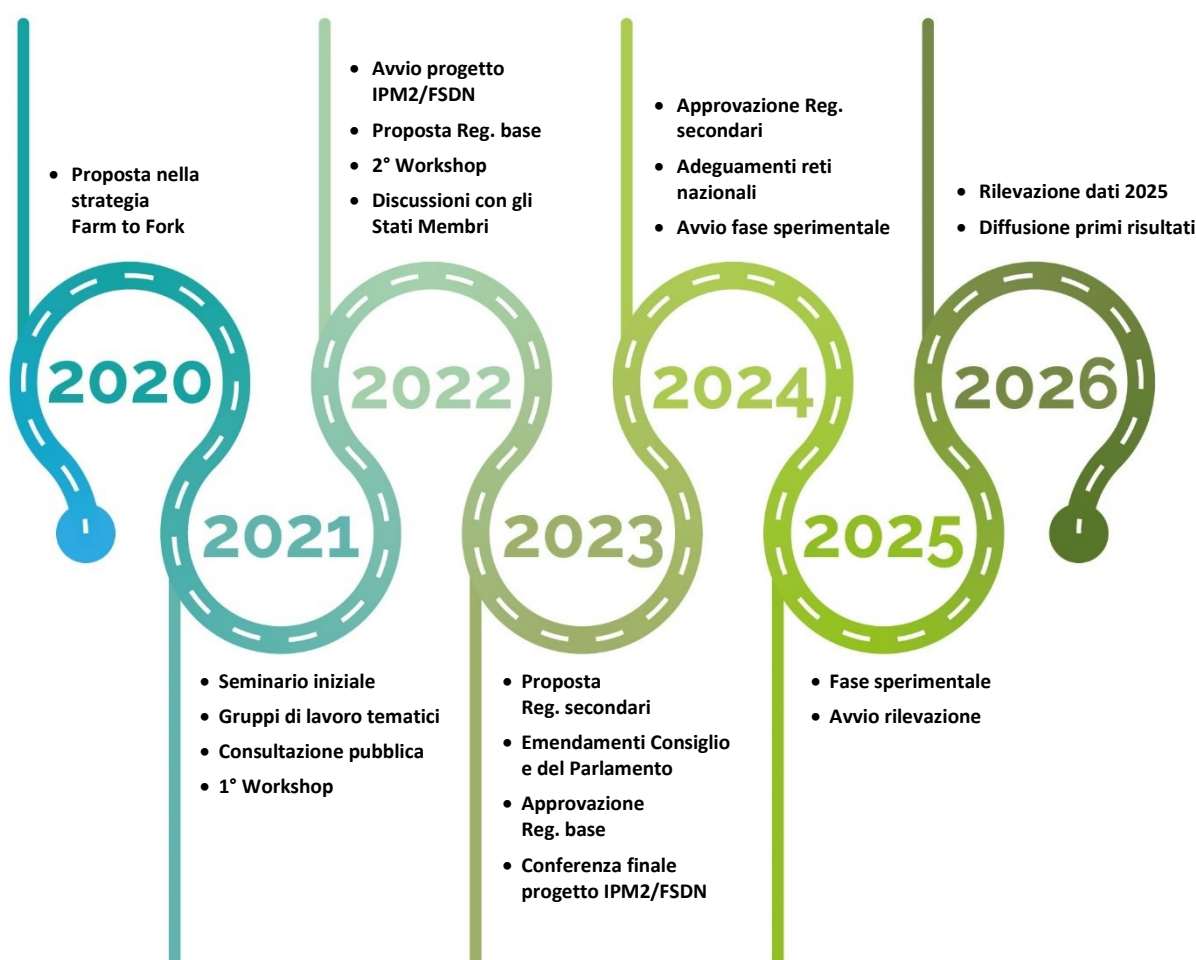 2020
• Proposta nella
strategia
Farm to Fork
2021
• Seminario iniziale
• Gruppi di lavoro tematici
• Consultazione pubblica
• 1° Workshop
2022
• Avvio progetto
IPM2/FSDN
• Proposta Reg. base
• 2° Workshop
• Discussioni con gli
Stati Membri
2023
• Proposta
Reg. secondari
• Emendamenti Consiglio
e del Parlamento
• Approvazione
Reg. base
• Conferenza finale
progetto IPM2/FSDN
2024
• Approvazione Reg.
secondari
• Adeguamenti reti
nazionali
• Avvio fase sperimentale
2025
• Fase sperimentale
• Avvio rilevazione
2026
• Rilevazione dati 2025
• Diffusione primi risultati